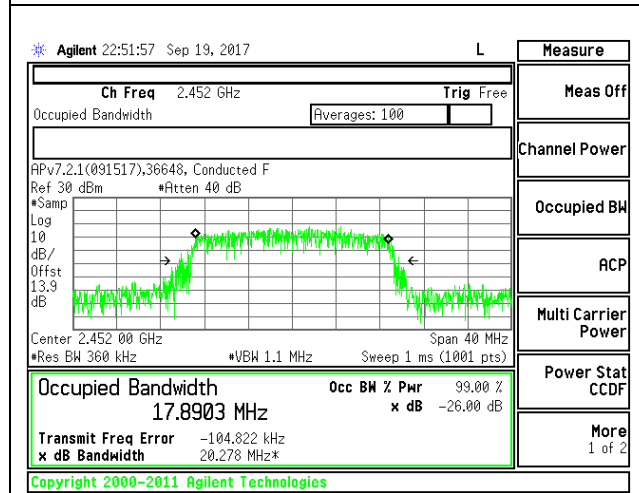 Agilent 22:51:57 Sep 19, 2017 L
Measure
Ch Freq 2.452 GHz Trig Free
Meas Off
Occupied Bandwidth Averages: 100
Channel Power
APv7.2.1(091517),36648, Conducted F
Ref 30 dBm #Atten 40 dB
#Samp
Log
10
dB/
Offst
13.9
dB
Occupied BW
ACP
Multi Carrier
Power
Center 2.452 00 GHz Span 40 MHz
#Res BW 360 kHz #VBW 1.1 MHz Sweep 1 ms (1001 pts)
Power Stat
CCDF
Occupied Bandwidth Occ BW % Pwr 99.00 %
17.8903 MHz x dB -26.00 dB
Transmit Freq Error -104.822 kHz
x dB Bandwidth 20.278 MHz*
More
1 of 2
Copyright 2000-2011 Agilent Technologies